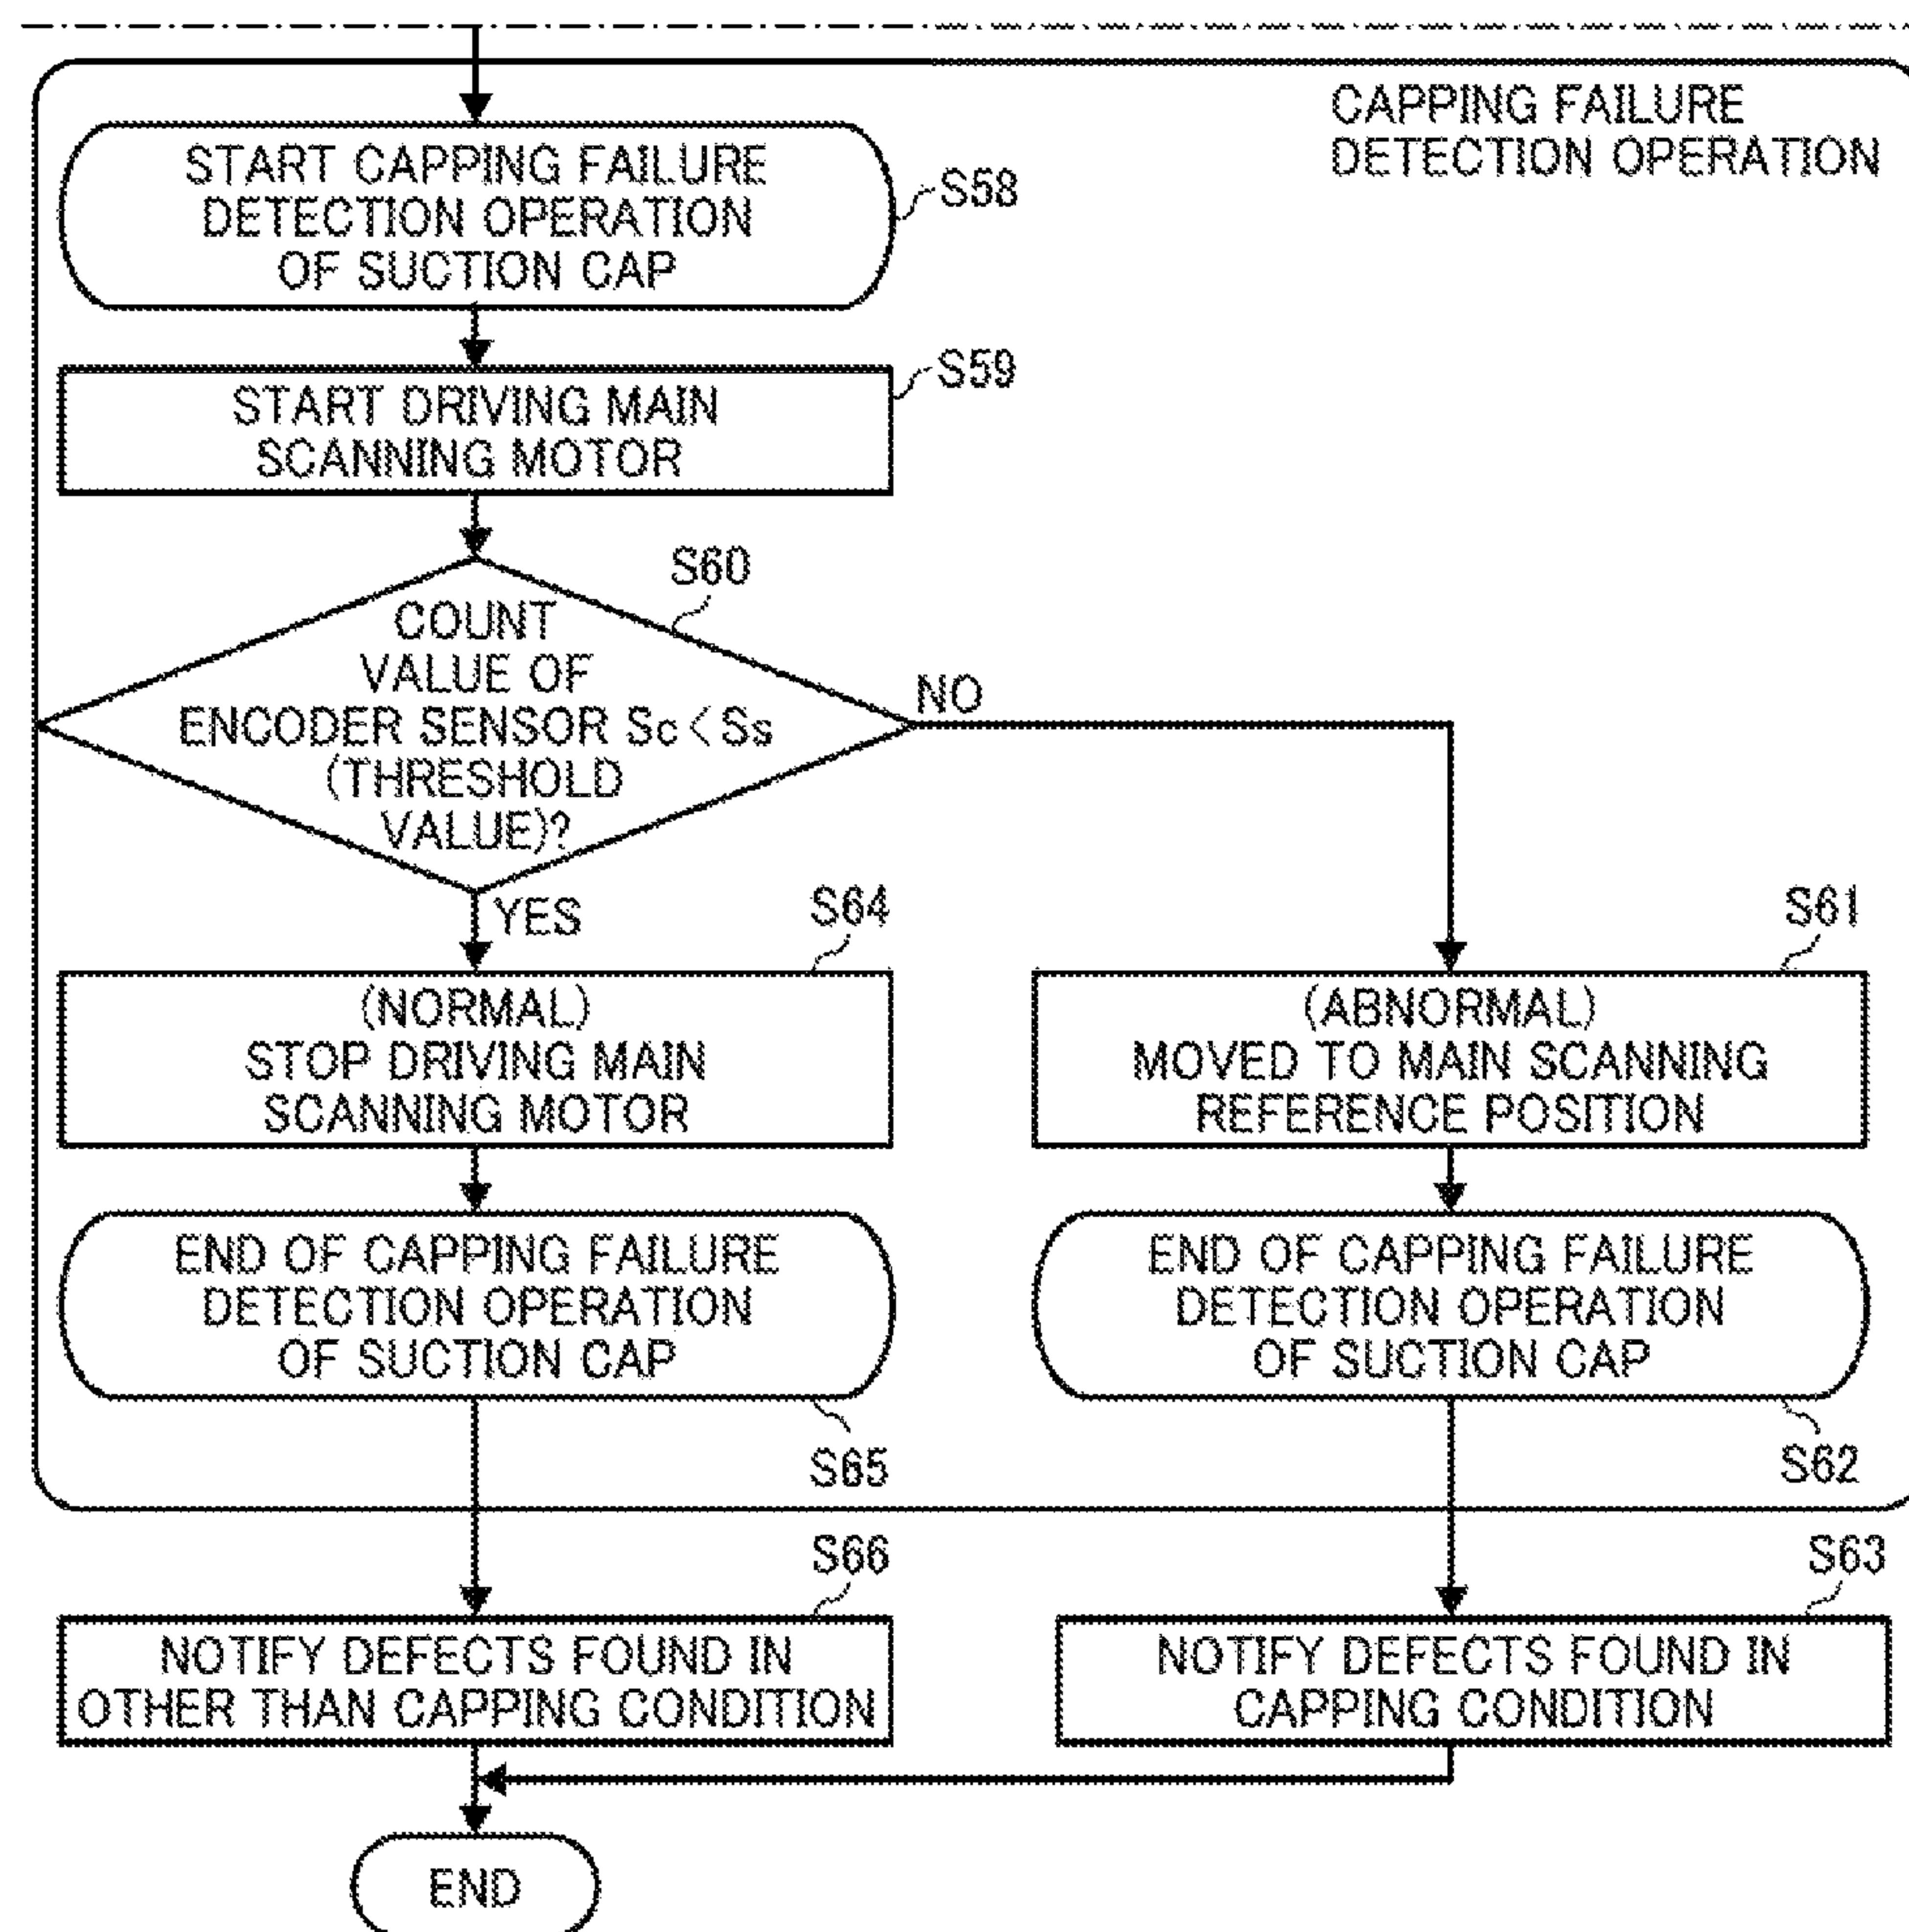 CAPPING FAILURE
DETECTION OPERATION
START CAPPING FAILURE
DETECTION OPERATION
OF SUCTION CAP
S58
START DRIVING MAIN
SCANNING MOTOR
S59
S60
COUNT
VALUE OF
ENCODER SENSOR Sc < Ss
(THRESHOLD
VALUE)?
NO
YES
S64
(NORMAL)
STOP DRIVING MAIN
SCANNING MOTOR
S61
(ABNORMAL)
MOVED TO MAIN SCANNING
REFERENCE POSITION
END OF CAPPING FAILURE
DETECTION OPERATION
OF SUCTION CAP
S65
END OF CAPPING FAILURE
DETECTION OPERATION
OF SUCTION CAP
S62
S66
NOTIFY DEFECTS FOUND IN
OTHER THAN CAPPING CONDITION
S63
NOTIFY DEFECTS FOUND IN
CAPPING CONDITION
END